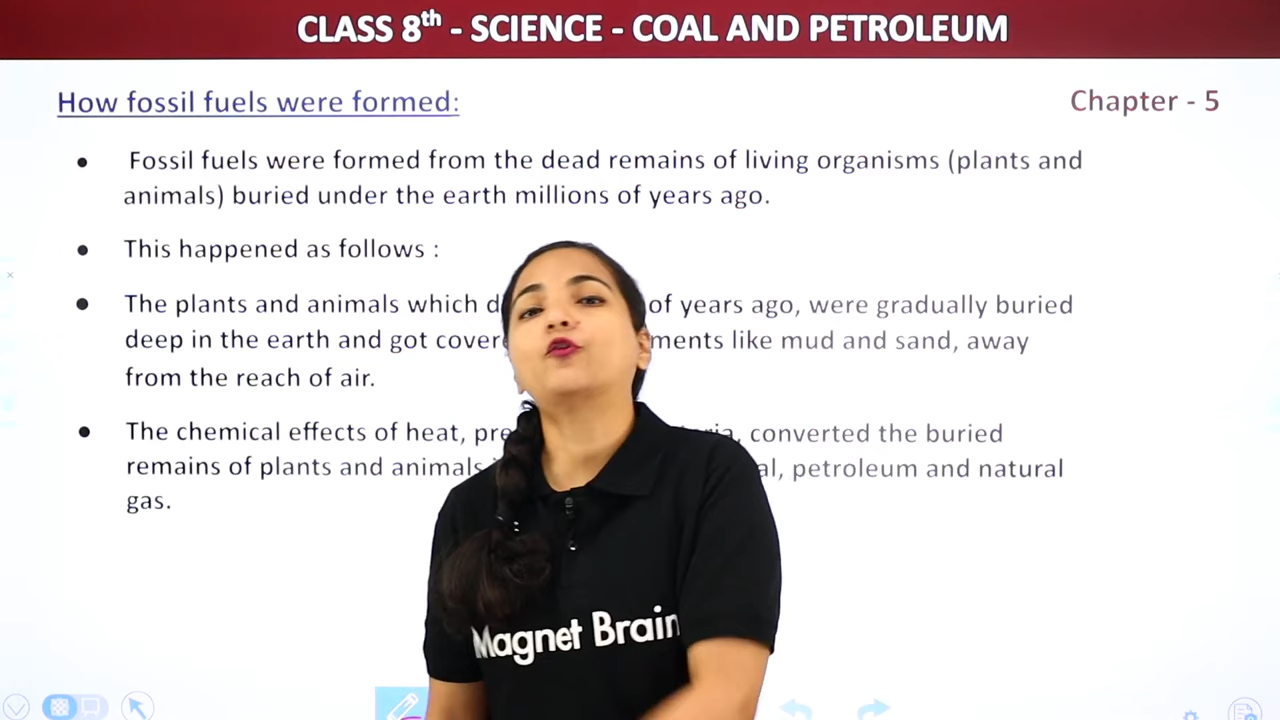 CLASS 8th - SCIENCE - COAL AND PETROLEUM
How fossil fuels were formed:
Chapter - 5
• Fossil fuels were formed from the dead remains of living organisms (plants and
animals) buried under the earth millions of years ago.
• This happened as follows :
• The plants and animals which of years ago, were gradually buried
deep in the earth and got like mud and sand, away
from the reach of air.
• The chemical effects of heat, converted the buried
remains of plants and animals petroleum and natural
gas.
Magnet Brain